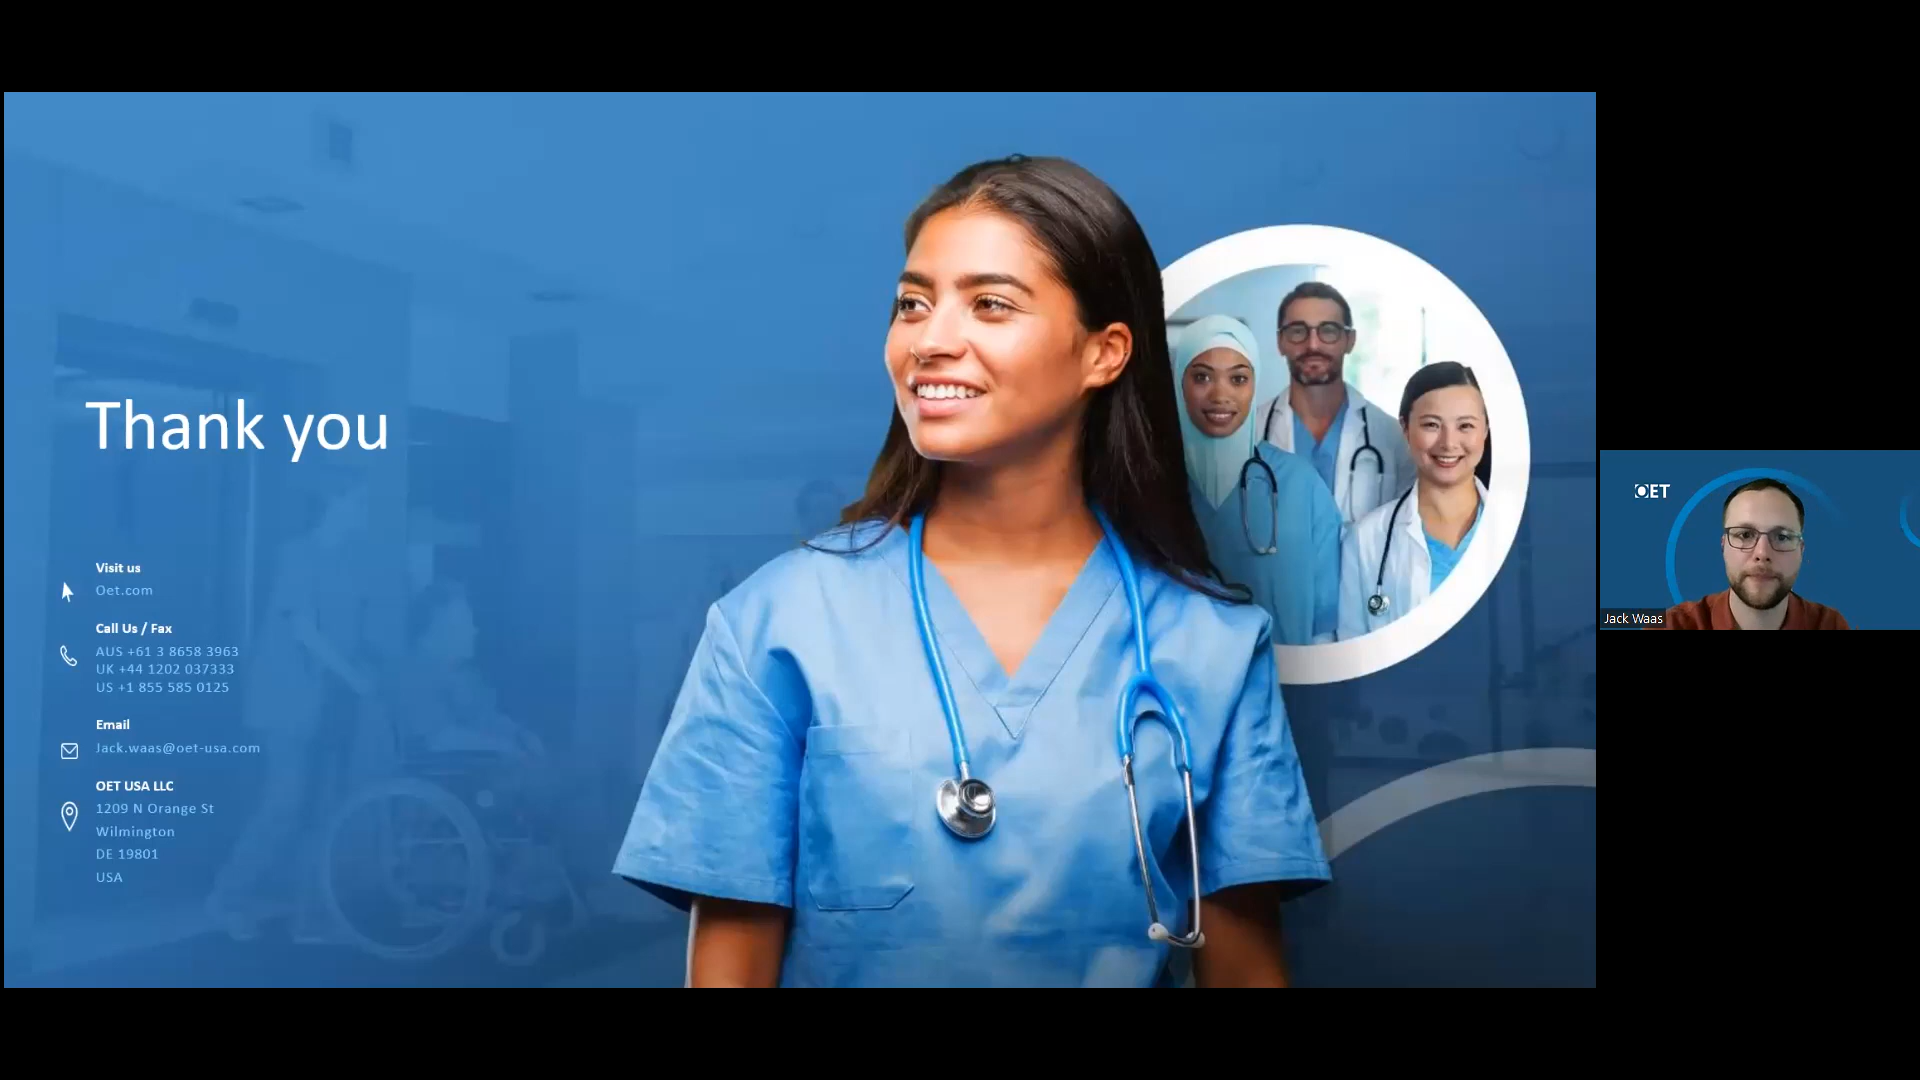 Thank you
Visit us
Oet.com
Call Us / Fax
AUS +61 3 8658 3963
UK +44 1202 037333
US +1 855 585 0125
Email
Jack.waas@oet-usa.com
OET USA LLC
1209 N Orange St
Wilmington
DE 19801
USA
OET
Jack Waas